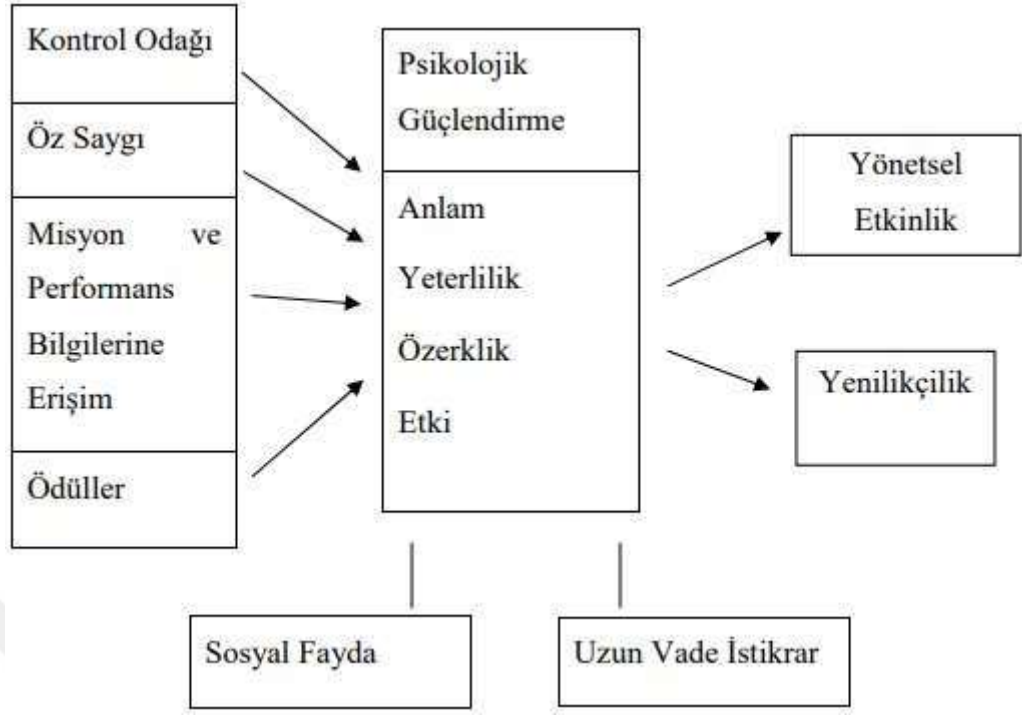 Kontrol Odağı
Öz Saygı
Misyon ve
Performans
Bilgilerine
Erişim
Ödüller
Psikolojik
Güçlendirme
Anlam
Yeterlilik
Özerklik
Etki
Yönetsel
Etkinlik
Yenilikçilik
Sosyal Fayda
Uzun Vade İstikrar